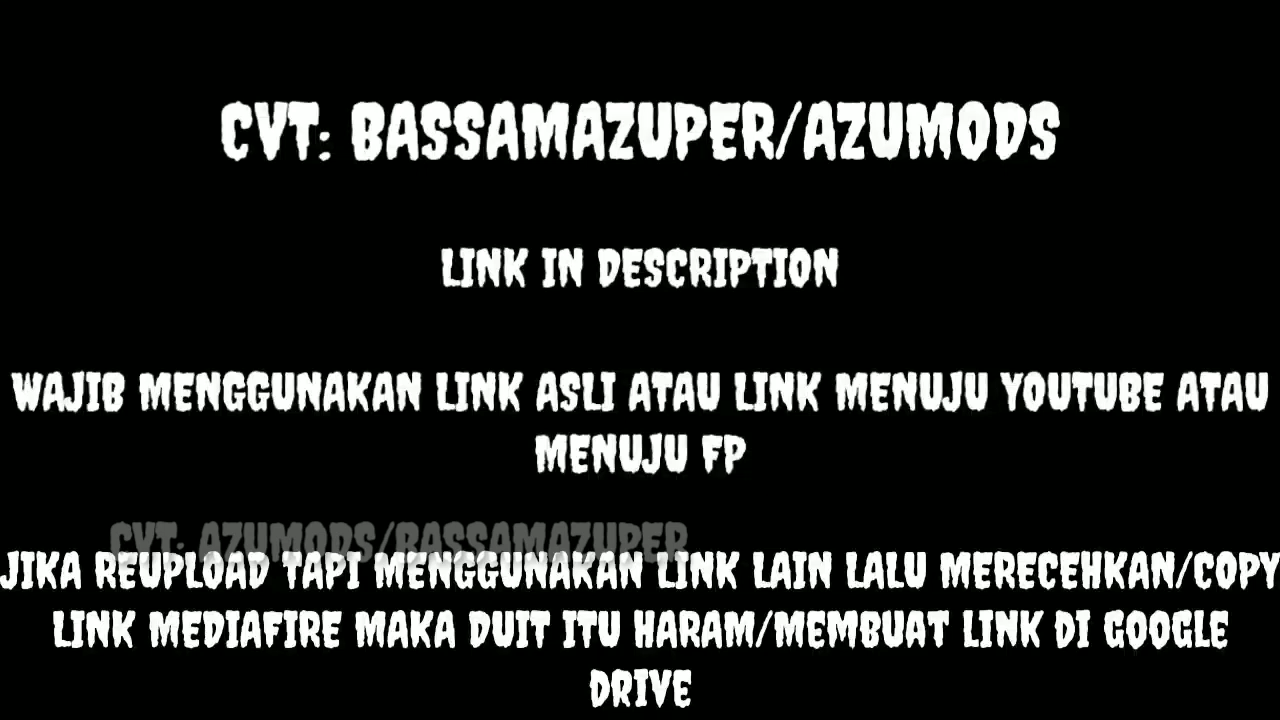 CVT: BASSAMAZUPER/AZUMODS
LINK IN DESCRIPTION
WAJIB MENGGUNAKAN LINK ASLI ATAU LINK MENUJU YOUTUBE ATAU
MENUJU FP
CVT: AZUMODS/BASSAMAZUPER
JIKA REUPLOAD TAPI MENGGUNAKAN LINK LAIN LALU MERECEHKAN/COPY
LINK MEDIAFIRE MAKA DUIT ITU HARAM/MEMBUAT LINK DI GOOGLE
DRIVE